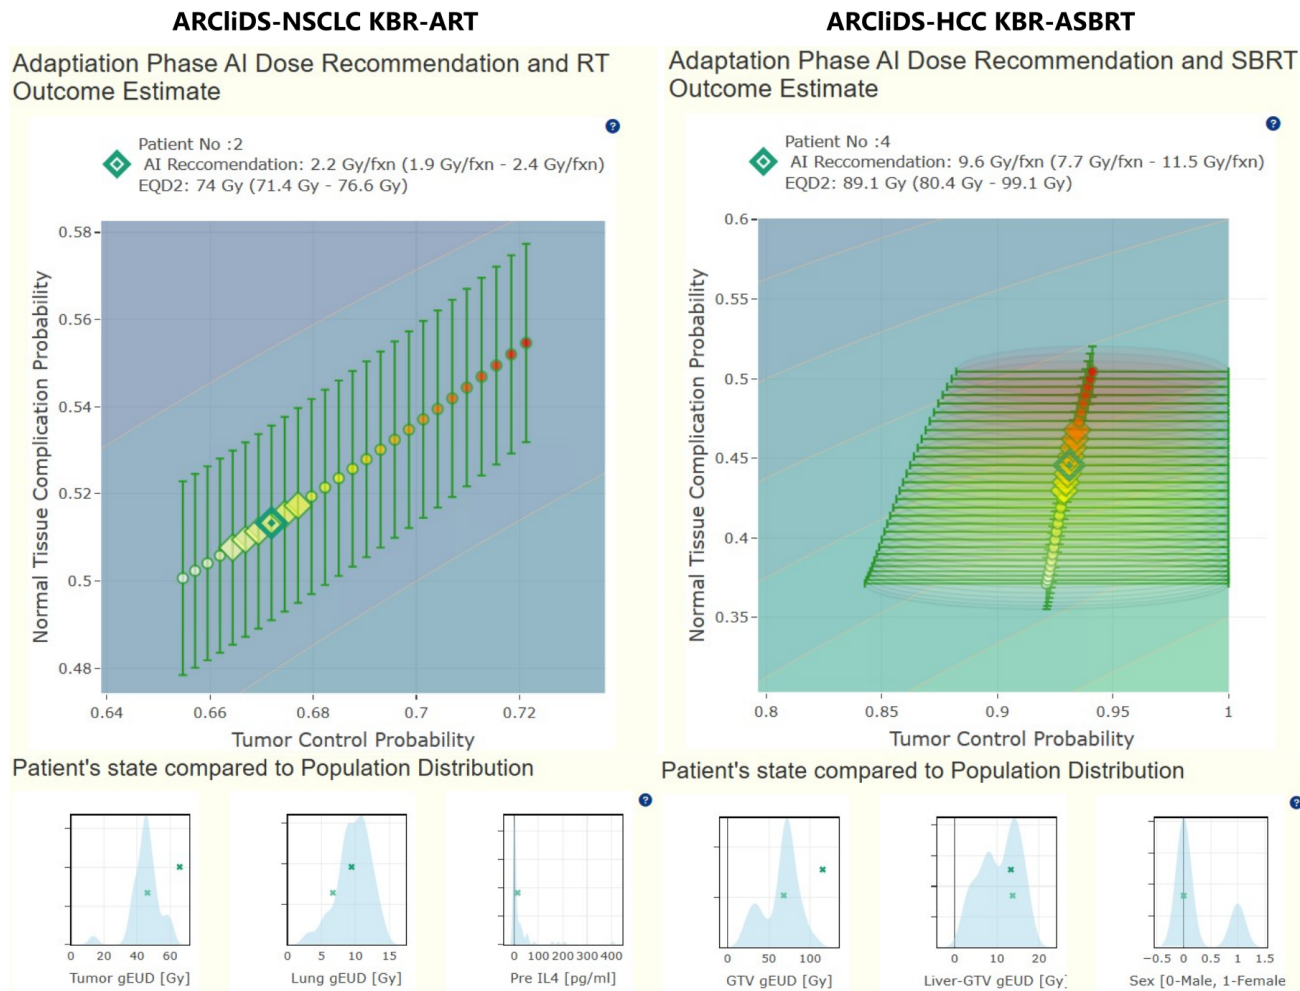 ARCliDS-NSCLC KBR-ART
Adaptiation Phase AI Dose Recommendation and RT
Outcome Estimate
?
Patient No :2
AI Reccomendation: 2.2 Gy/fxn (1.9 Gy/fxn - 2.4 Gy/fxn)
EQD2: 74 Gy (71.4 Gy - 76.6 Gy)
Normal Tissue Complication Probability
0.58
0.56
0.54
0.52
0.5
0.48
0.64 0.66 0.68 0.7 0.72
Tumor Control Probability
Patient's state compared to Population Distribution
?
0 20 40 60
Tumor gEUD [Gy]
0 5 10 15
Lung gEUD [Gy]
0 100 200 300 400
Pre IL4 [pg/ml]
ARCliDS-HCC KBR-ASBRT
Adaptation Phase AI Dose Recommendation and SBRT
Outcome Estimate
?
Patient No :4
AI Reccomendation: 9.6 Gy/fxn (7.7 Gy/fxn - 11.5 Gy/fxn)
EQD2: 89.1 Gy (80.4 Gy - 99.1 Gy)
Normal Tissue Complication Probability
0.6
0.55
0.5
0.45
0.4
0.35
0.8 0.85 0.9 0.95 1
Tumor Control Probability
Patient's state compared to Population Distribution
?
0 50 100
GTV gEUD [Gy]
0 10 20
Liver-GTV gEUD [Gy]
−0.5 0 0.5 1 1.5
Sex [0-Male, 1-Female